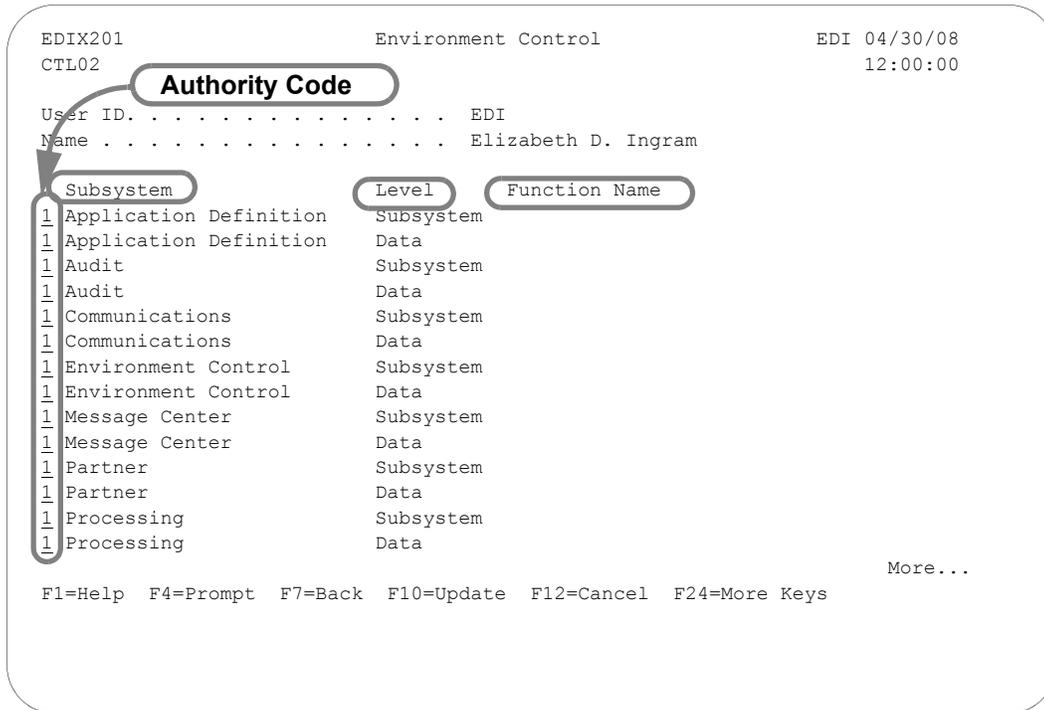 EDIX201 Environment Control EDI 04/30/08
CTL02 12:00:00
Authority Code
User ID. . . . . . . . . . . . . . EDI
Name . . . . . . . . . . . . . . . Elizabeth D. Ingram
Subsystem Level Function Name
1 Application Definition Subsystem
1 Application Definition Data
1 Audit Subsystem
1 Audit Data
1 Communications Subsystem
1 Communications Data
1 Environment Control Subsystem
1 Environment Control Data
1 Message Center Subsystem
1 Message Center Data
1 Partner Subsystem
1 Partner Data
1 Processing Subsystem
1 Processing Data
More...
F1=Help F4=Prompt F7=Back F10=Update F12=Cancel F24=More Keys